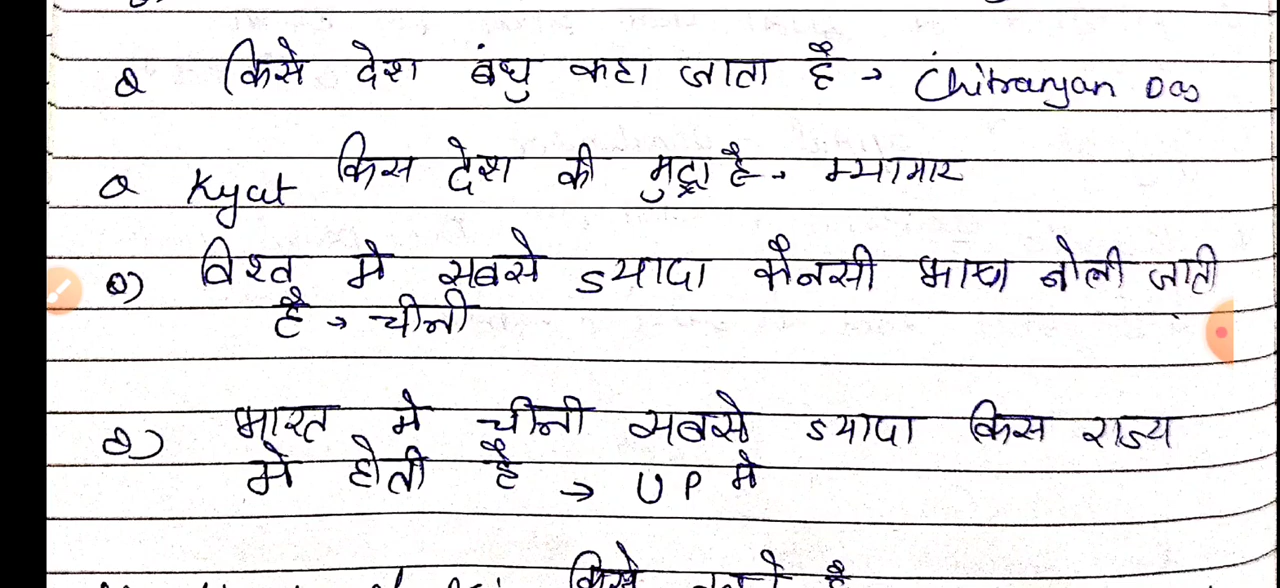 Q किसे देश बंधु कहा जाता है → Chitranjan Das
Q Kyat किस देश की मुद्रा है → म्यामार
Q) विश्व मे सबसे ज्यादा कौनसी भाषा बोली जाती
है → चीनी
Q) भारत मे चीनी सबसे ज्यादा किस राज्य
मे होती है → UP मे
किसे